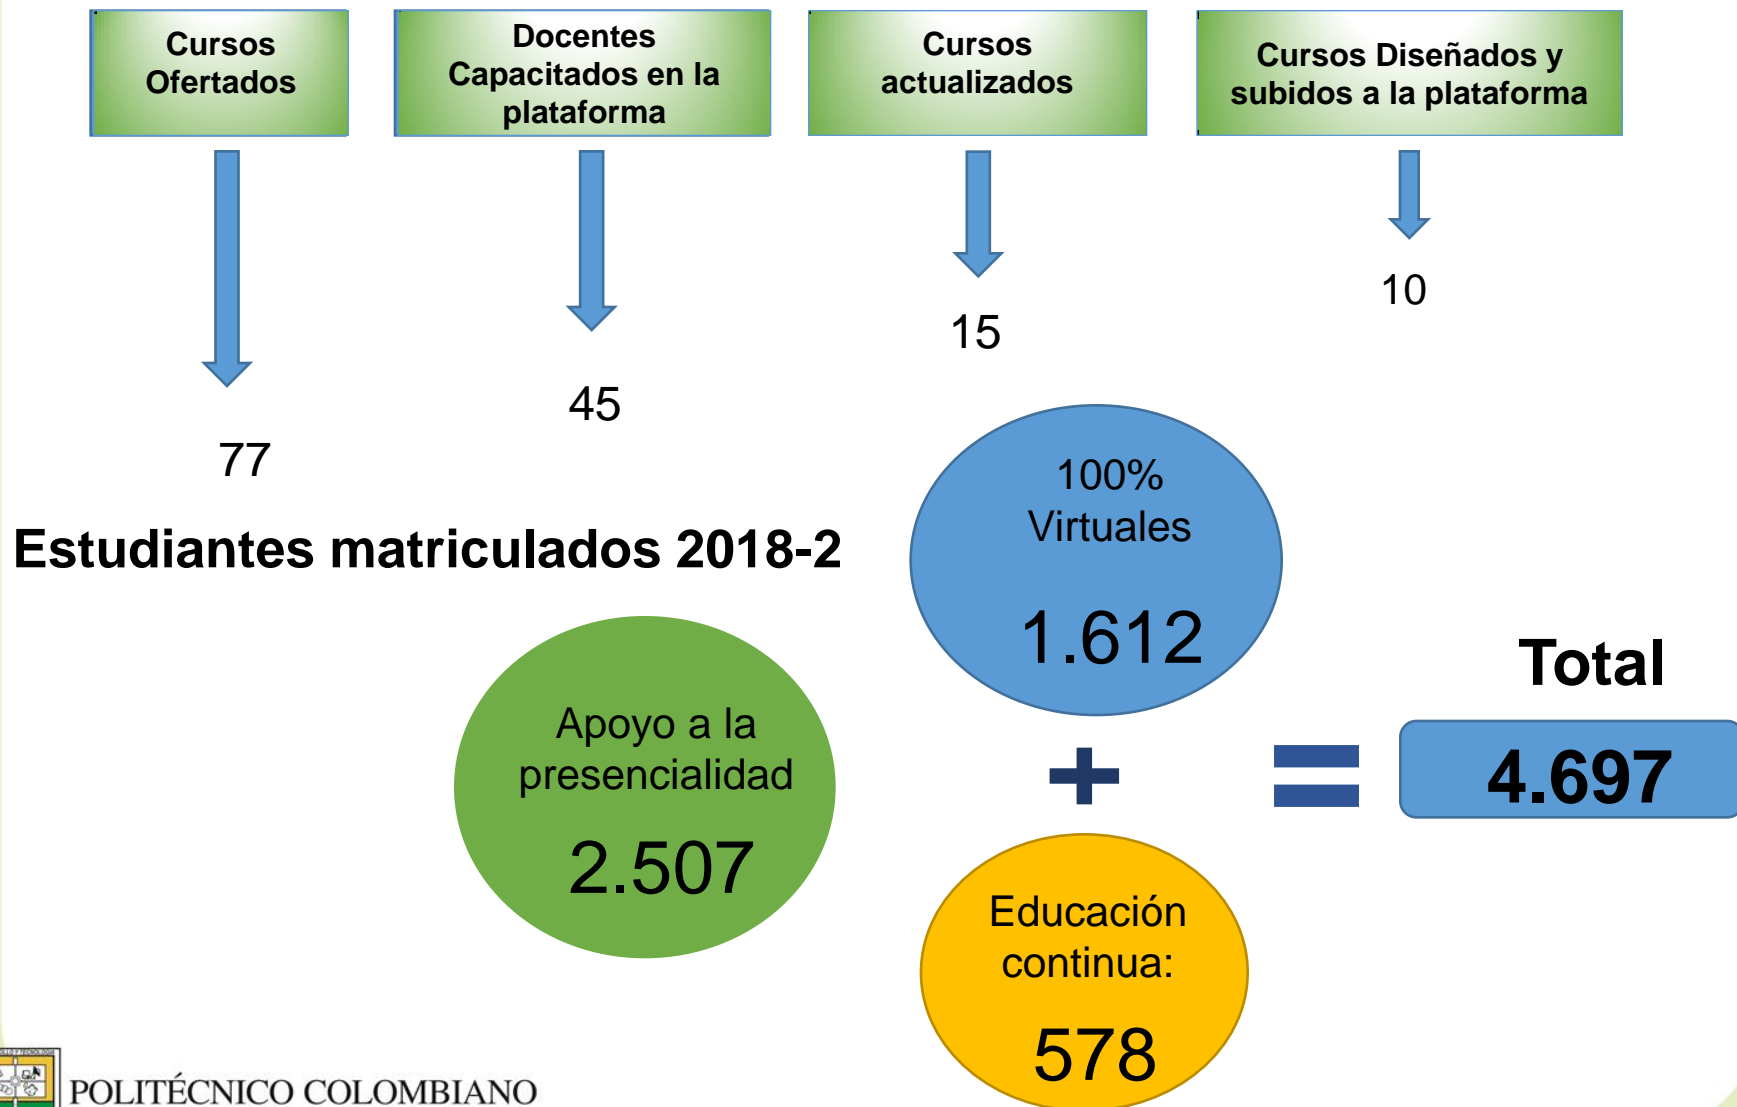 Cursos
Ofertados
Docentes
Capacitados en la
plataforma
Cursos
actualizados
Cursos Diseñados y
subidos a la plataforma
77
45
15
10
Estudiantes matriculados 2018-2
100%
Virtuales
1.612
Apoyo a la
presencialidad
2.507
+
Educación
continua:
578
=
Total
4.697
POLITÉCNICO COLOMBIANO